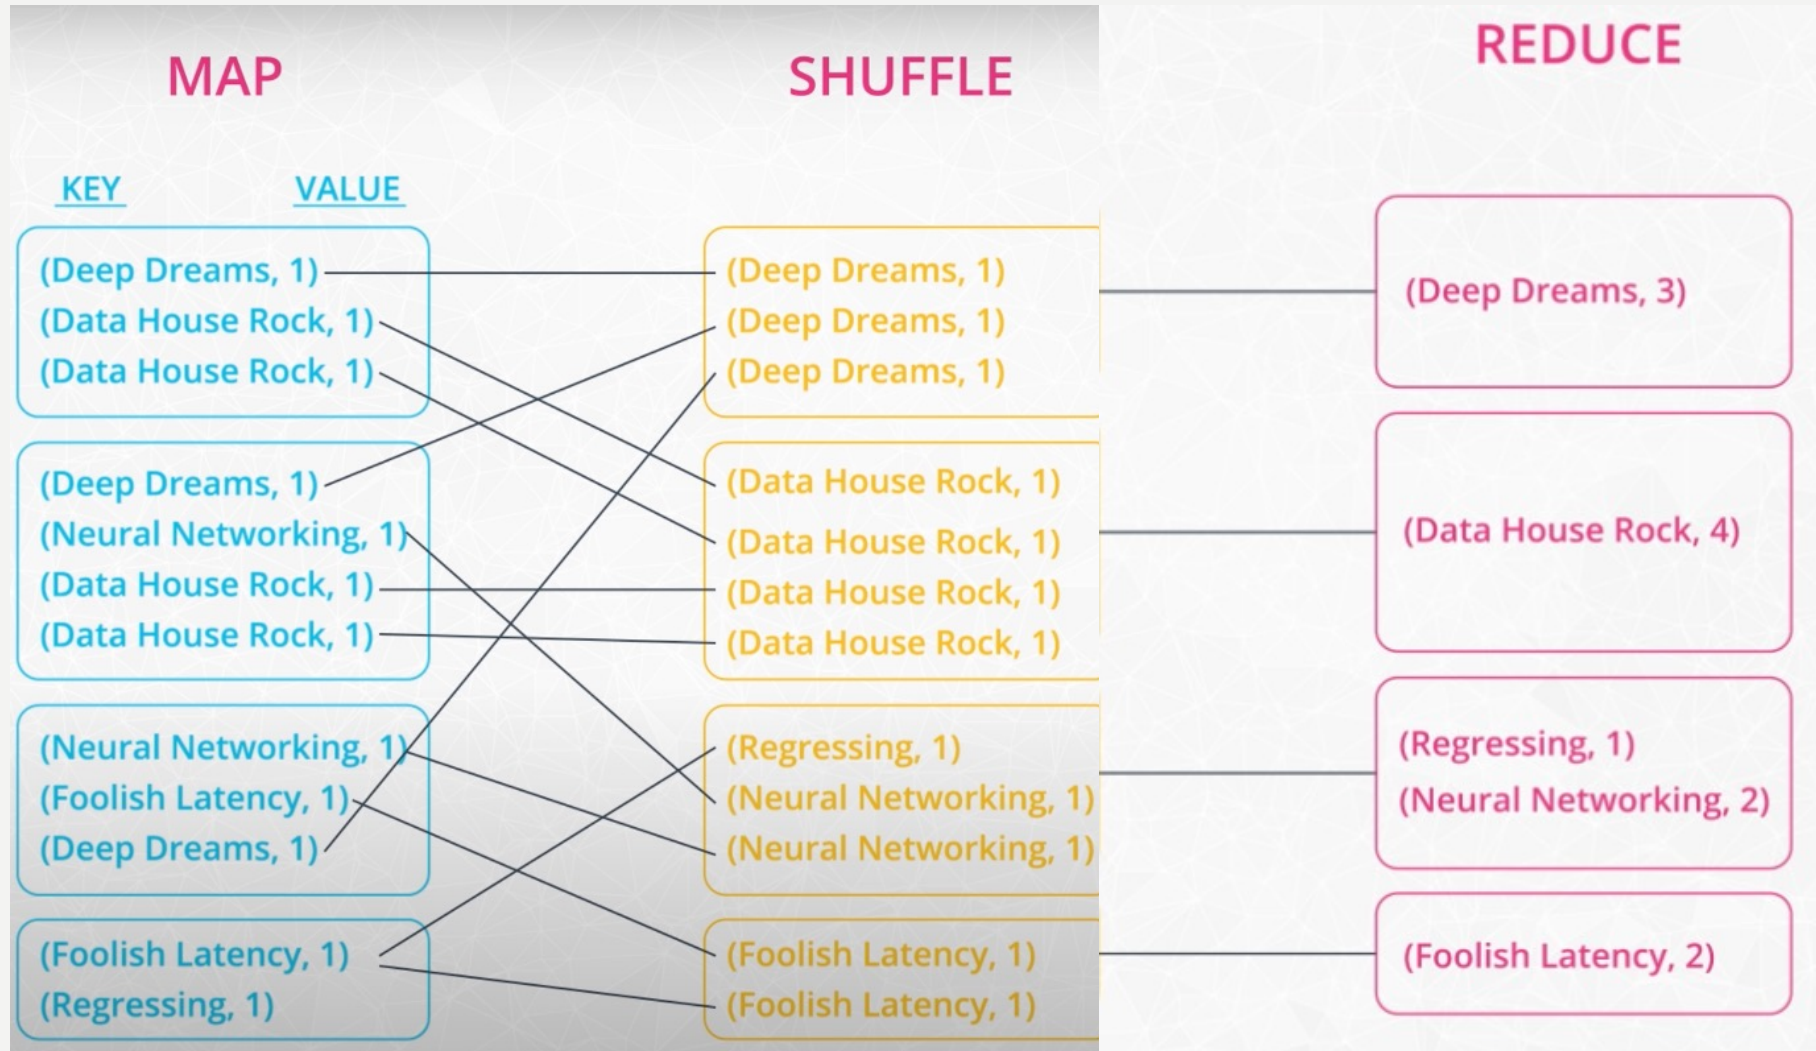 MAP
KEY VALUE
(Deep Dreams, 1)
(Data House Rock, 1)
(Data House Rock, 1)
(Deep Dreams, 1)
(Neural Networking, 1)
(Data House Rock, 1)
(Data House Rock, 1)
(Neural Networking, 1)
(Foolish Latency, 1)
(Deep Dreams, 1)
(Foolish Latency, 1)
(Regressing, 1)
SHUFFLE
(Deep Dreams, 1)
(Deep Dreams, 1)
(Deep Dreams, 1)
(Data House Rock, 1)
(Data House Rock, 1)
(Data House Rock, 1)
(Data House Rock, 1)
(Regressing, 1)
(Neural Networking, 1)
(Neural Networking, 1)
(Foolish Latency, 1)
(Foolish Latency, 1)
REDUCE
(Deep Dreams, 3)
(Data House Rock, 4)
(Regressing, 1)
(Neural Networking, 2)
(Foolish Latency, 2)